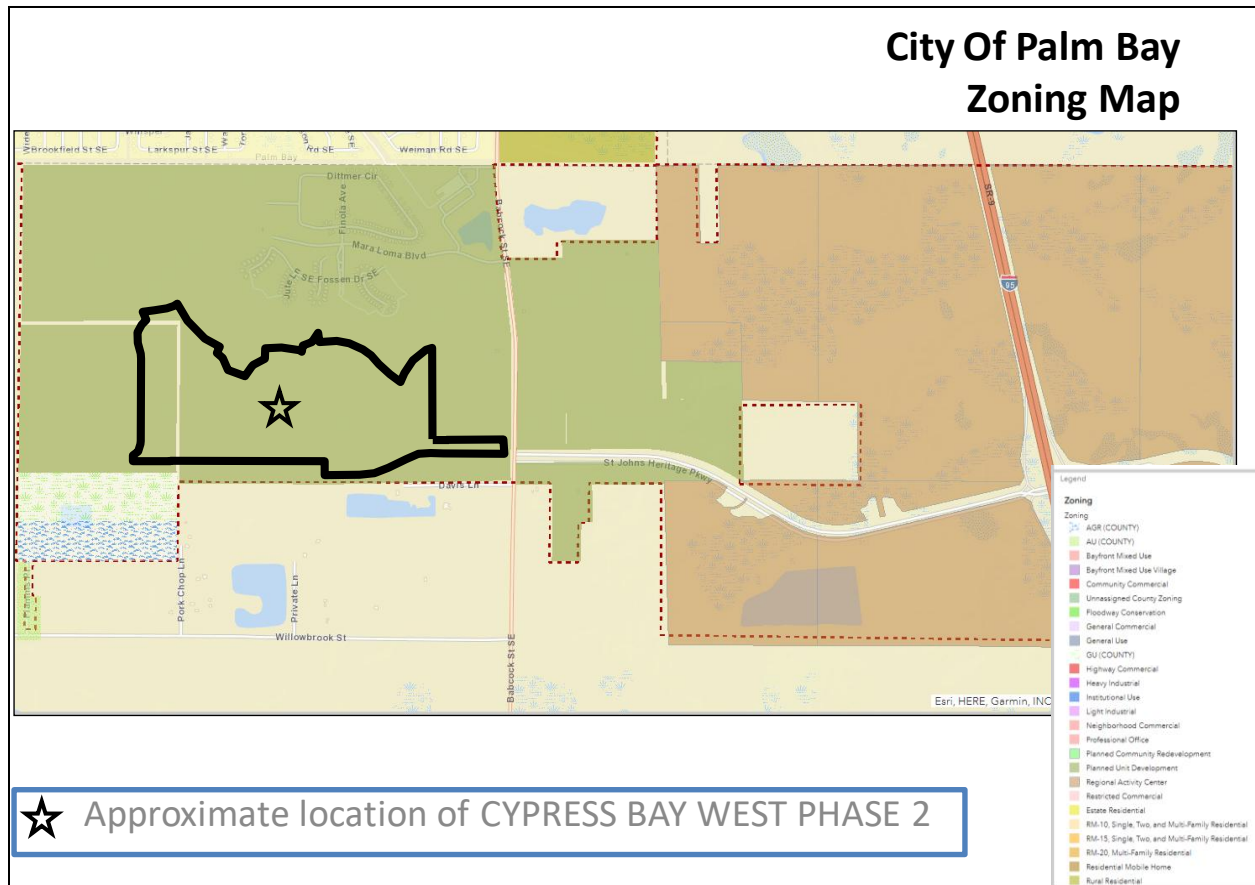 City Of Palm Bay
Zoning Map
Brookfield St SE
Larkspur St SE
Rd SE
Weiman Rd SE
Palm Bay
Dittmer Cir
Finola Ave
Mara Loma Blvd
Jute Ln SE
Fossen Dr SE
Babcock St SE
SR 9
95
St Johns Heritage Pkwy
Davis Ln
Pork Chop Ln
Private Ln
Willowbrook St
Babcock St SE
Esri, HERE, Garmin, INC
Legend
Zoning
Zoning
AGR (COUNTY)
AU (COUNTY)
Bayfront Mixed Use
Bayfront Mixed Use Village
Community Commercial
Unassigned County Zoning
Floodway Conservation
General Commercial
General Use
GU (COUNTY)
Highway Commercial
Heavy Industrial
Institutional Use
Light Industrial
Neighborhood Commercial
Professional Office
Planned Community Redevelopment
Planned Unit Development
Regional Activity Center
Restricted Commercial
Estate Residential
RM-10, Single, Two, and Multi-Family Residential
RM-15, Single, Two, and Multi-Family Residential
RM-20, Multi-Family Residential
Residential Mobile Home
Rural Residential
Approximate location of CYPRESS BAY WEST PHASE 2